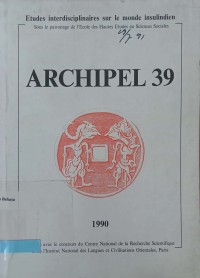 Etudes interdisciplinaires sur le monde insulindien
Sous le patronage de l'Ecole des Hautes Etudes en Sciences Sociales
ARCHIPEL 39
1990
avec le concours du Centre National de la Recherche Scientifique
l'Institut National des Langues et Civilisations Orientales, Paris